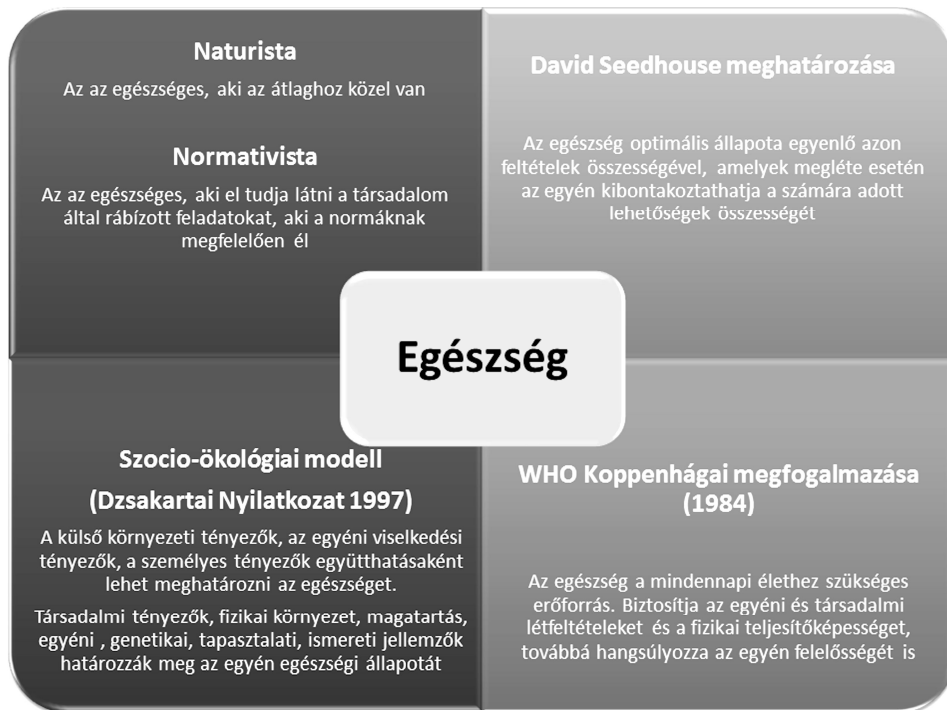 Naturista
Az az egészséges, aki az átlaghoz közel van
Normativista
Az az egészséges, aki el tudja látni a társadalom
által rábízott feladatokat, aki a normáknak
megfelelően él
David Seedhouse meghatározása
Az egészség optimális állapota egyenlő azon
feltételek összességével, amelyek megléte esetén
az egyén kibontakoztathatja a számára adott
lehetőségek összességét
Egészség
Szocio-ökológiai modell
(Dzsakartai Nyilatkozat 1997)
A külső környezeti tényezők, az egyéni viselkedési
tényezők, a személyes tényezők együtthatásaként
lehet meghatározni az egészséget.
Társadalmi tényezők, fizikai környezet, magatartás,
egyéni , genetikai, tapasztalati, ismereti jellemzők
határozzák meg az egyén egészségi állapotát
WHO Koppenhágai megfogalmazása
(1984)
Az egészség a mindennapi élethez szükséges
erőforrás. Biztosítja az egyéni és társadalmi
létfeltételeket és a fizikai teljesítőképességet,
továbbá hangsúlyozza az egyén felelősségét is